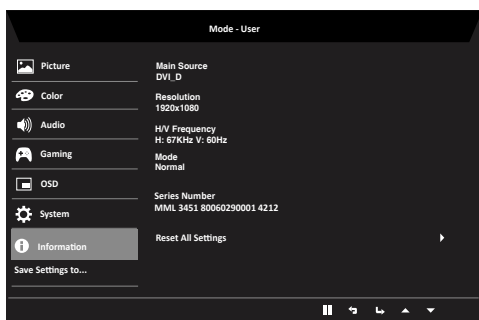 Mode - User
Picture
Color
Audio
Gaming
OSD
System
Information
Save Settings to...
Main Source
DVI_D
Resolution
1920x1080
H/V Frequency
H: 67KHz V: 60Hz
Mode
Normal
Series Number
MML 3451 80060290001 4212
Reset All Settings